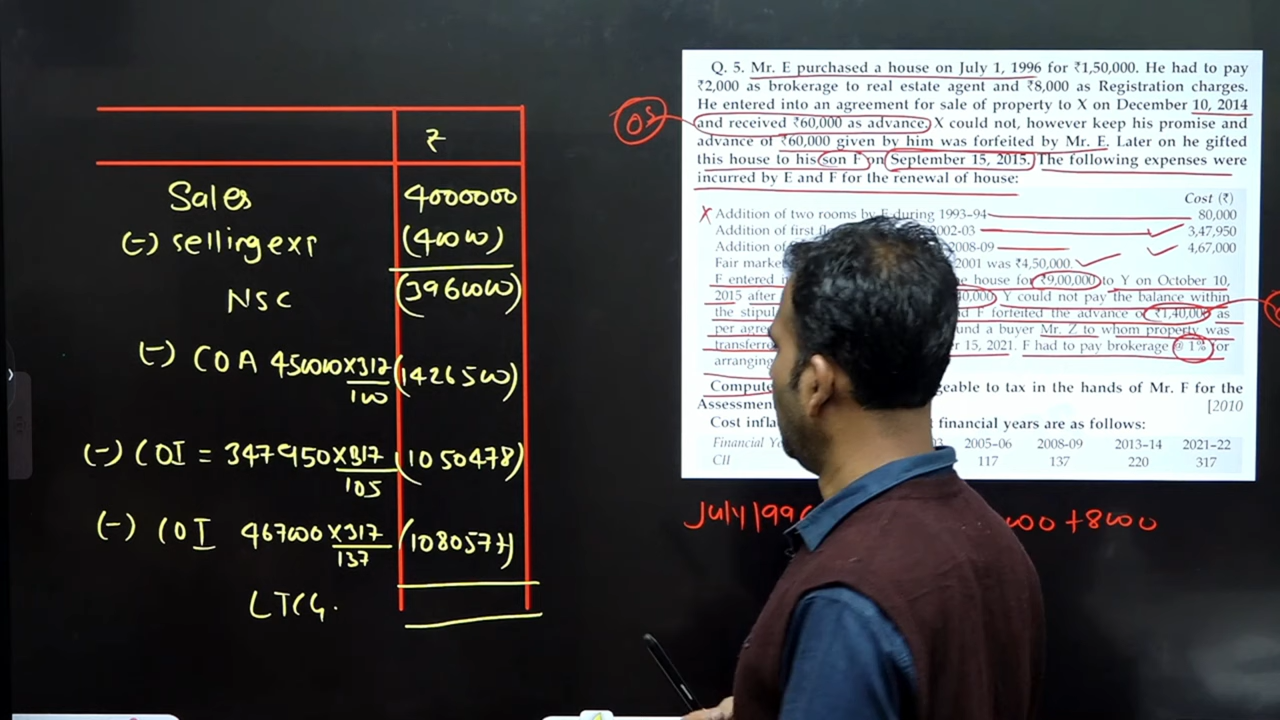 ₹
Sales 4000000
(-) selling exp (40000)
NSC (3960000)
(-) COA 450000 × 317/100 (1426500)
(-) COI = 347950 × 317/105 (1050478)
(-) COI 467000 × 317/137 (1080577)
LTCG.
OS
Q. 5. Mr. E purchased a house on July 1, 1996 for ₹1,50,000. He had to pay
₹2,000 as brokerage to real estate agent and ₹8,000 as Registration charges.
He entered into an agreement for sale of property to X on December 10, 2014
and received ₹60,000 as advance. X could not, however keep his promise and
advance of ₹60,000 given by him was forfeited by Mr. E. Later on he gifted
this house to his son F on September 15, 2015. The following expenses were
incurred by E and F for the renewal of house:
Cost (₹)
X Addition of two rooms by E during 1993-94 80,000
Addition of first 2002-03 3,47,950
Addition of 2008-09 4,67,000
Fair marke 2001 was ₹4,50,000.
F entered i house for ₹9,00,000 to Y on October 10,
2015 after 40,000. Y could not pay the balance within
the stipul d F forfeited the advance of ₹1,40,000 as
per agre und a buyer Mr. Z to whom property was
transferre r 15, 2021. F had to pay brokerage @ 1% for
arranging
Compute geable to tax in the hands of Mr. F for the
Assessmen [2010
Cost infla financial years are as follows:
Financial Ye 03 2005-06 2008-09 2013-14 2021-22
CII 117 137 220 317
July 1996 000 + 8000